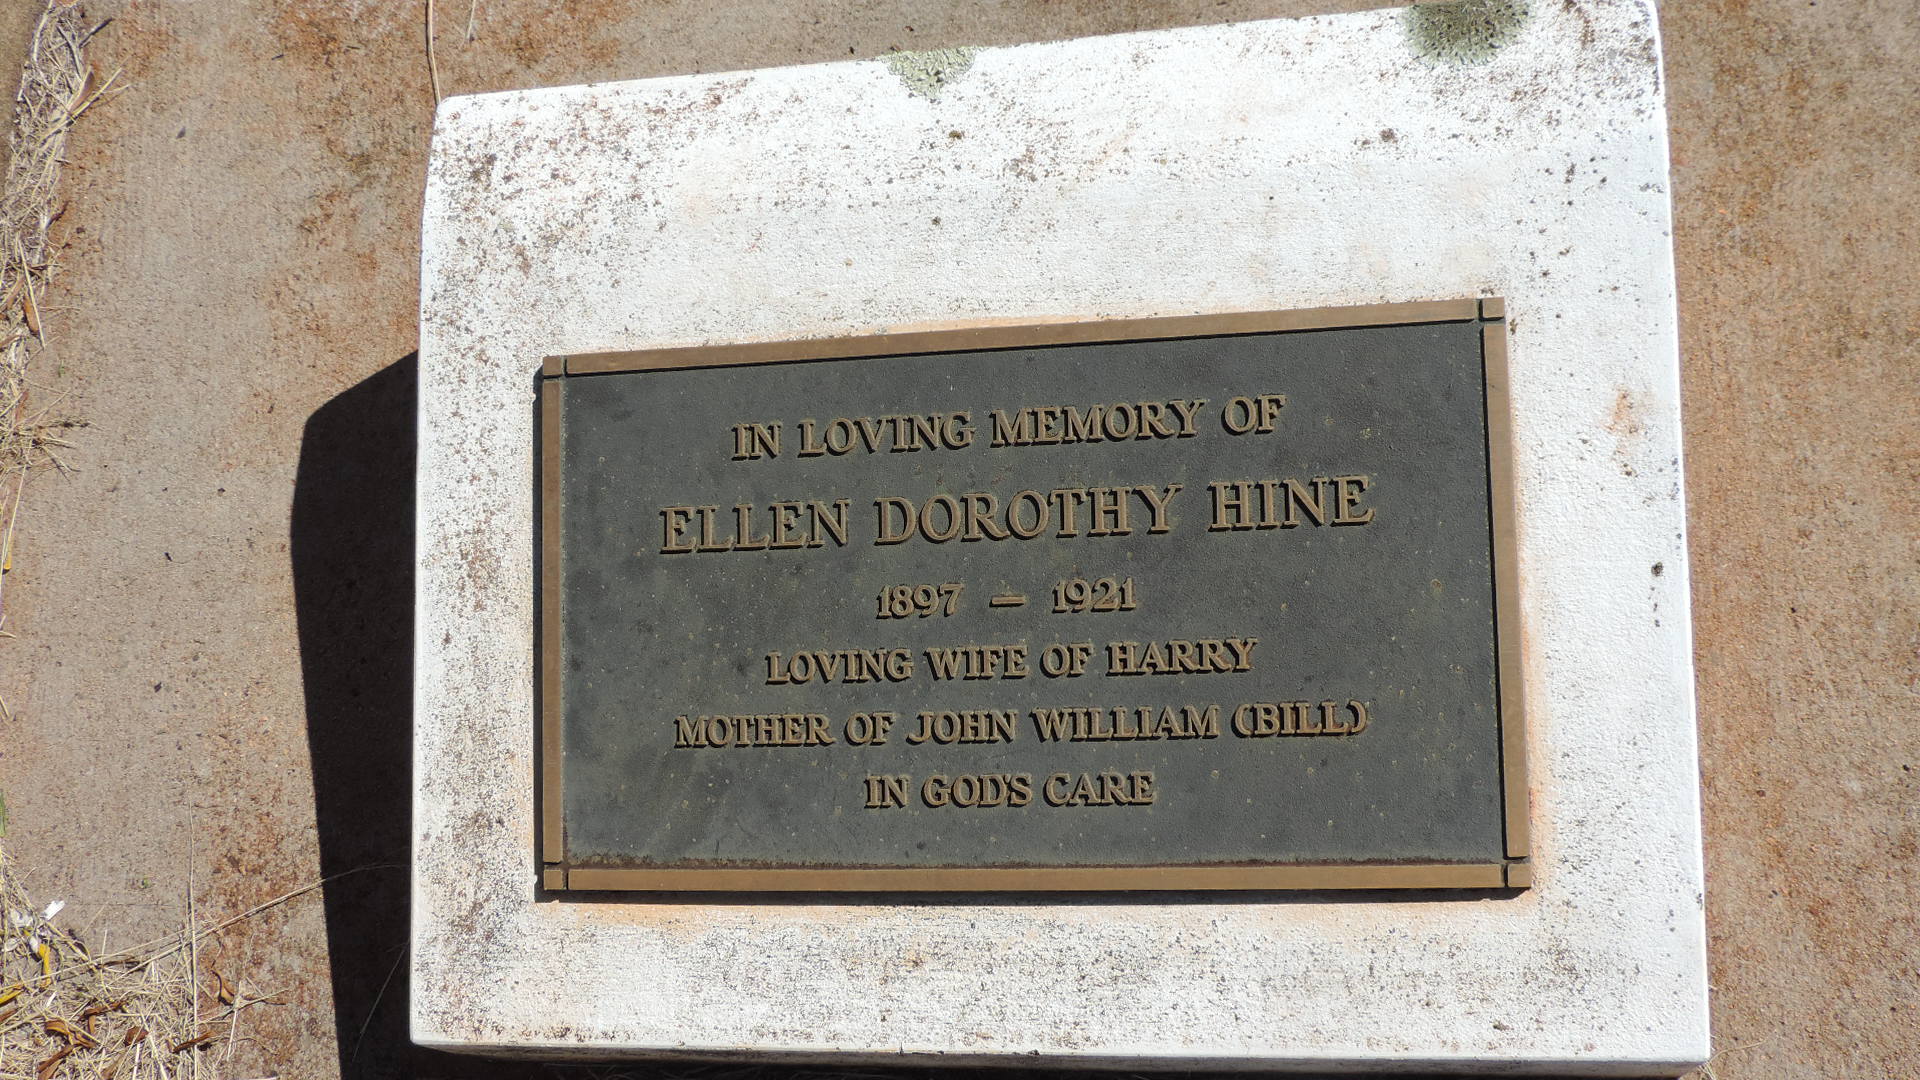 IN LOVING MEMORY OF
ELLEN DOROTHY HINE
1897 – 1921
LOVING WIFE OF HARRY
MOTHER OF JOHN WILLIAM (BILL)
IN GOD'S CARE